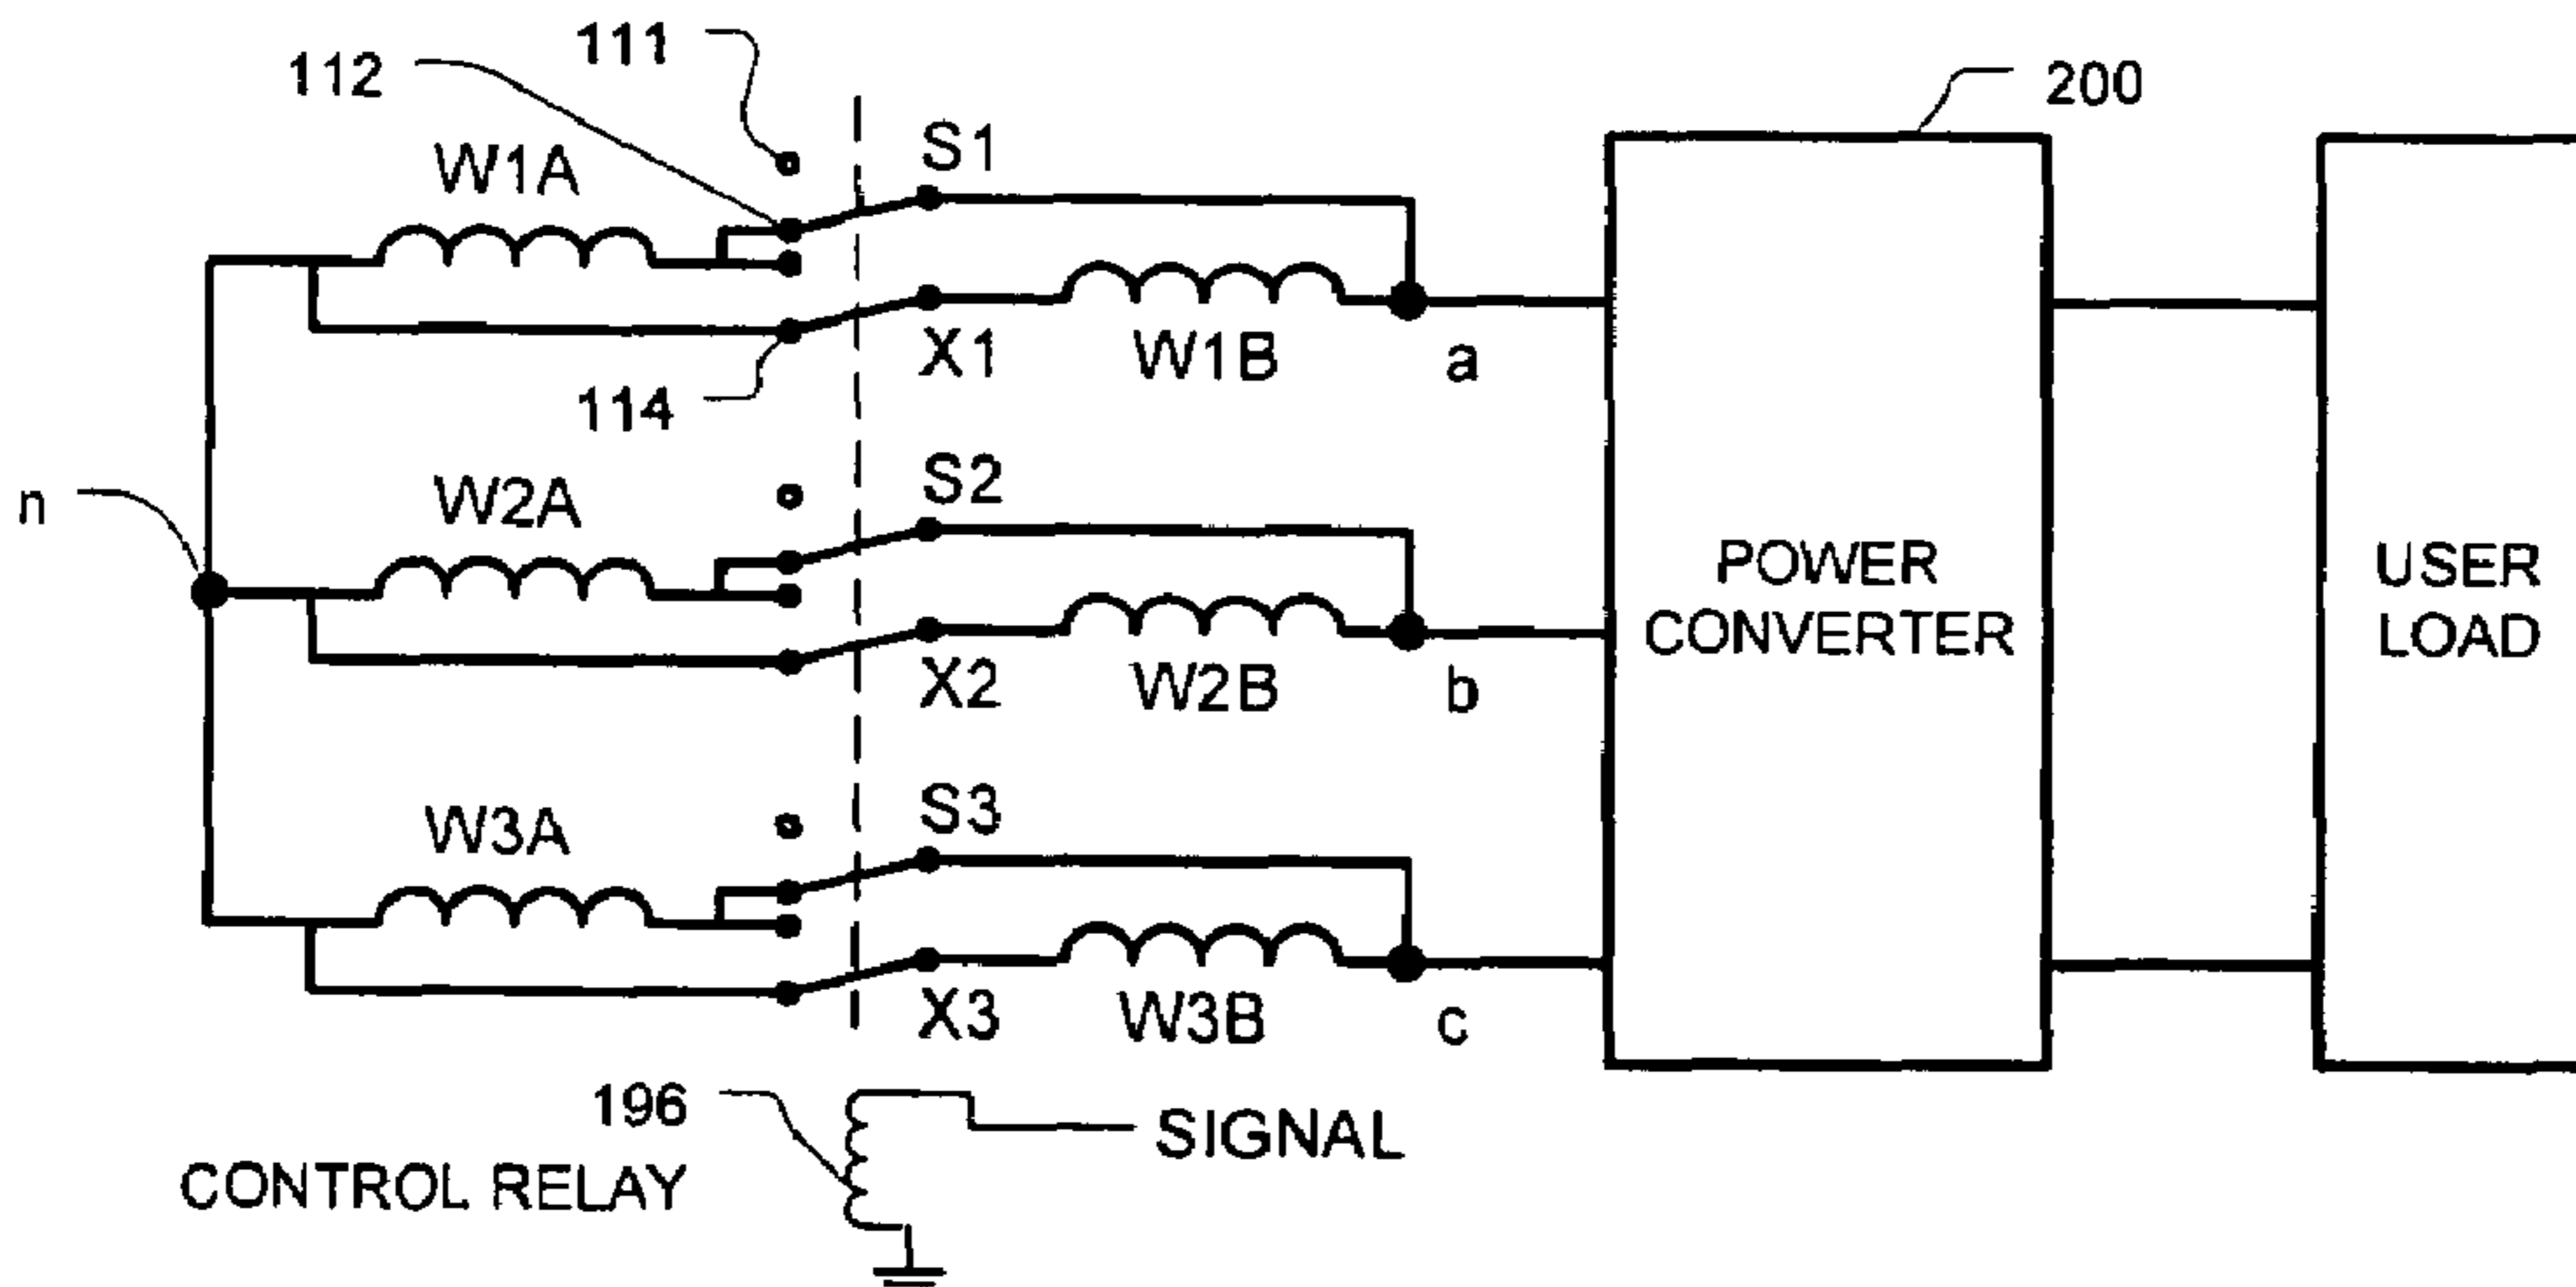 111
112
200
S1
W1A
X1
W1B
a
114
S2
n
W2A
POWER
CONVERTER
USER
LOAD
X2
W2B
b
S3
W3A
X3
W3B
c
196
SIGNAL
CONTROL RELAY